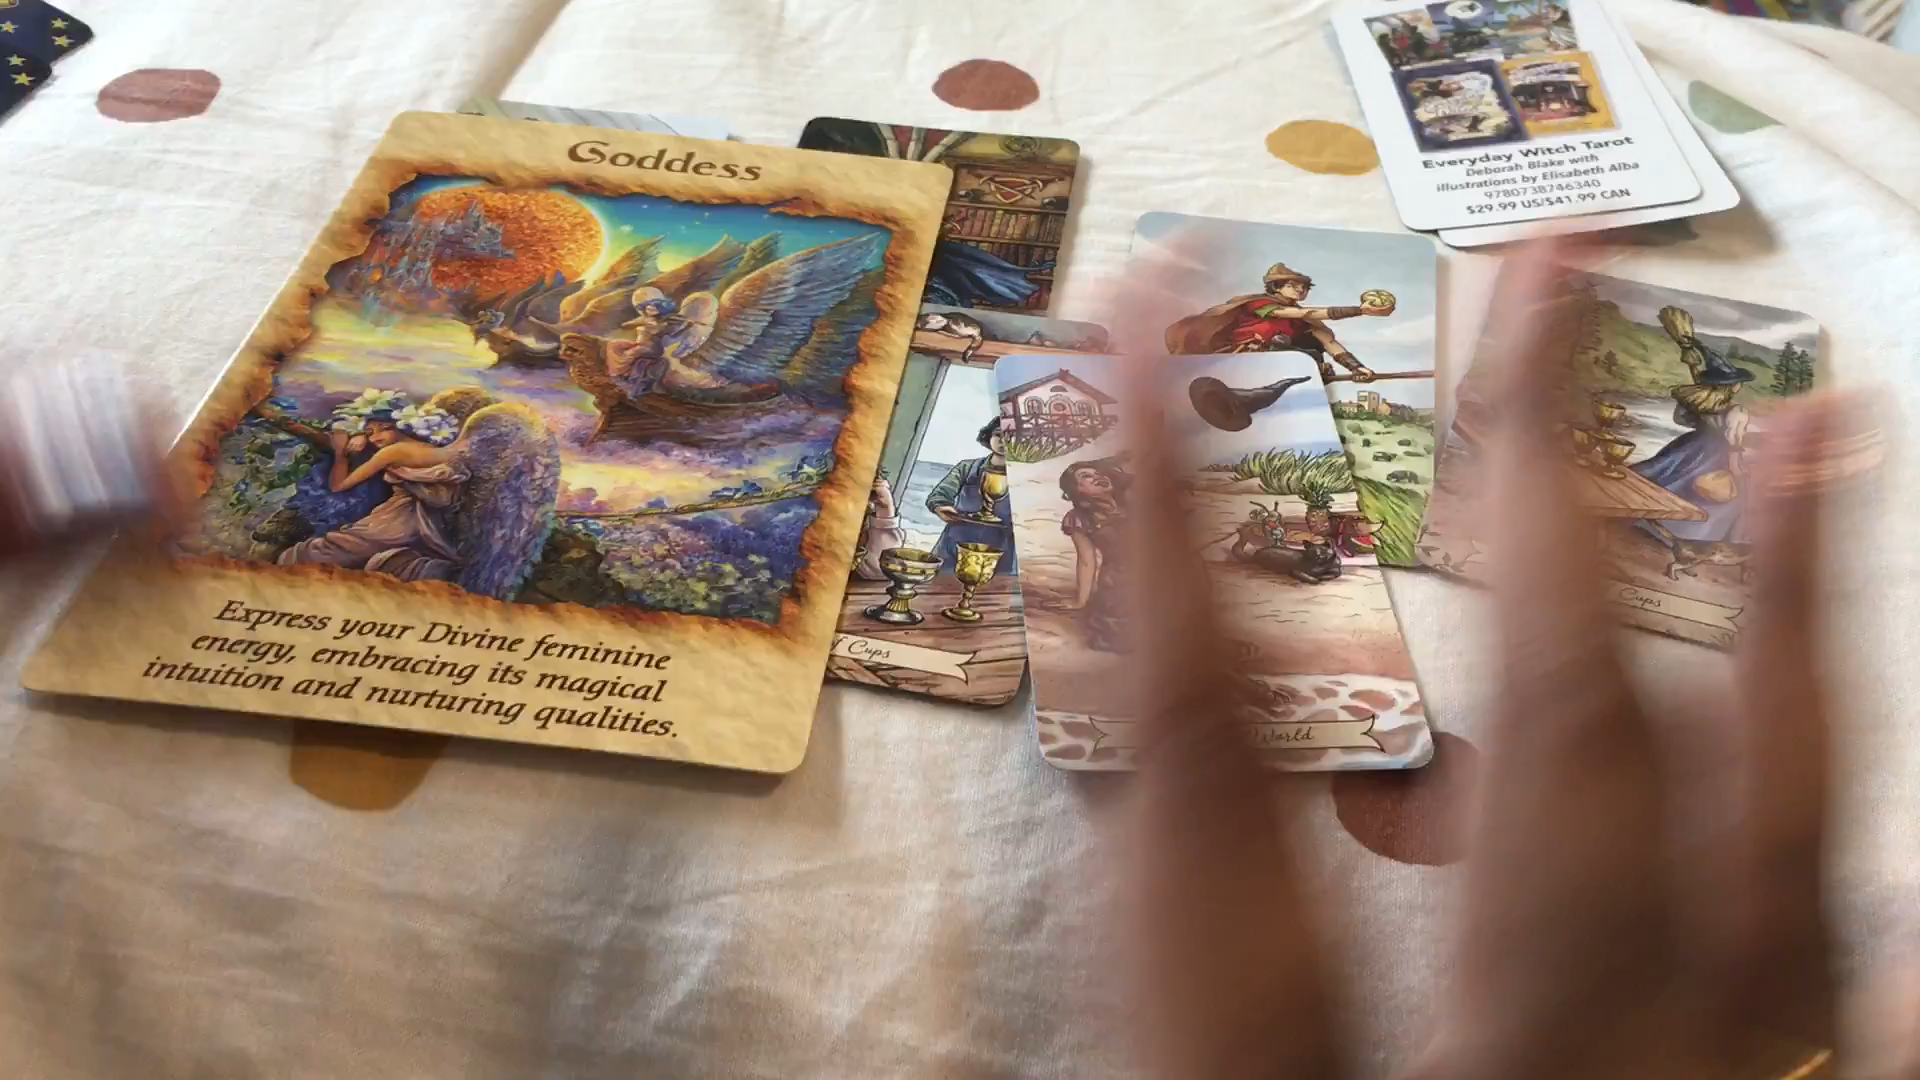 Goddess
Express your Divine feminine
energy, embracing its magical
intuition and nurturing qualities.
Everyday Witch Tarot
Deborah Blake with
illustrations by Elisabeth Alba
9780738746340
$29.99 US/$41.99 CAN
Cups
World
Cups